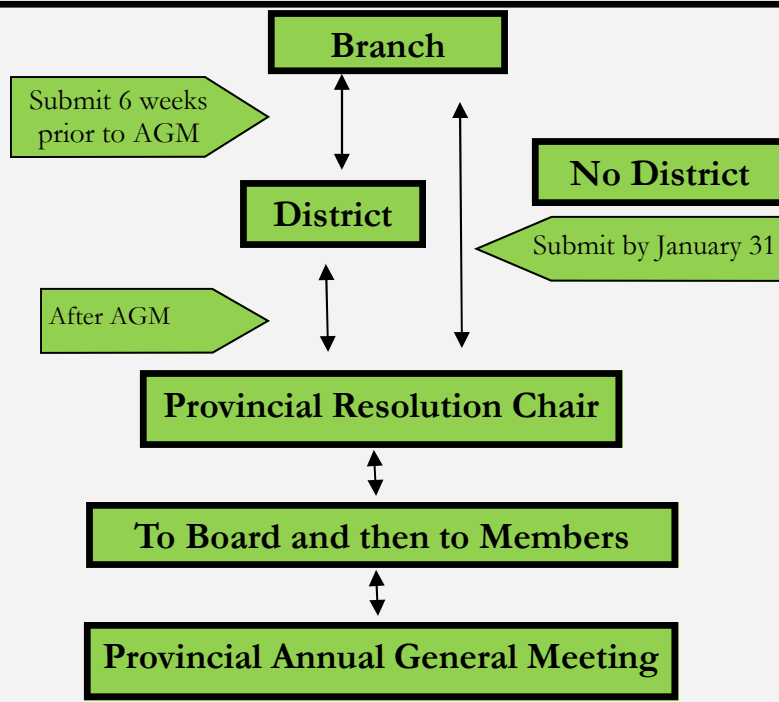 Branch
Submit 6 weeks
prior to AGM
No District
District
Submit by January 31
After AGM
Provincial Resolution Chair
To Board and then to Members
Provincial Annual General Meeting